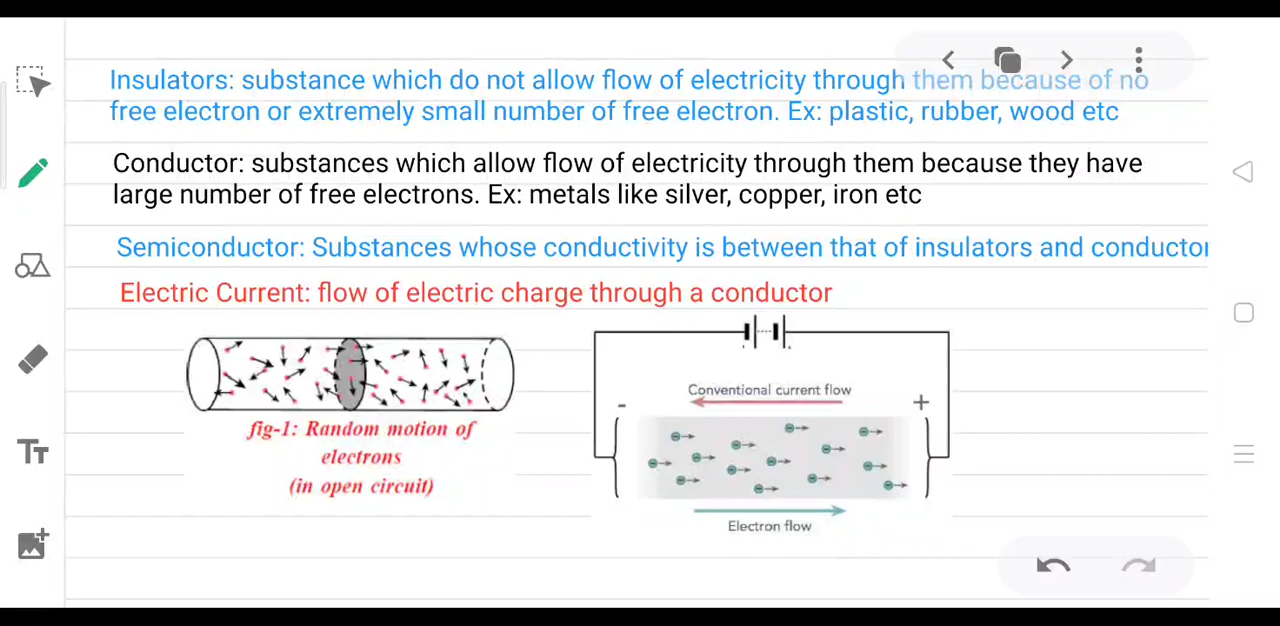 Insulators: substance which do not allow flow of electricity through them because of no
free electron or extremely small number of free electron. Ex: plastic, rubber, wood etc
Conductor: substances which allow flow of electricity through them because they have
large number of free electrons. Ex: metals like silver, copper, iron etc
Semiconductor: Substances whose conductivity is between that of insulators and conductor
Electric Current: flow of electric charge through a conductor
fig-1: Random motion of
electrons
(in open circuit)
Conventional current flow
- +
Electron flow
TT